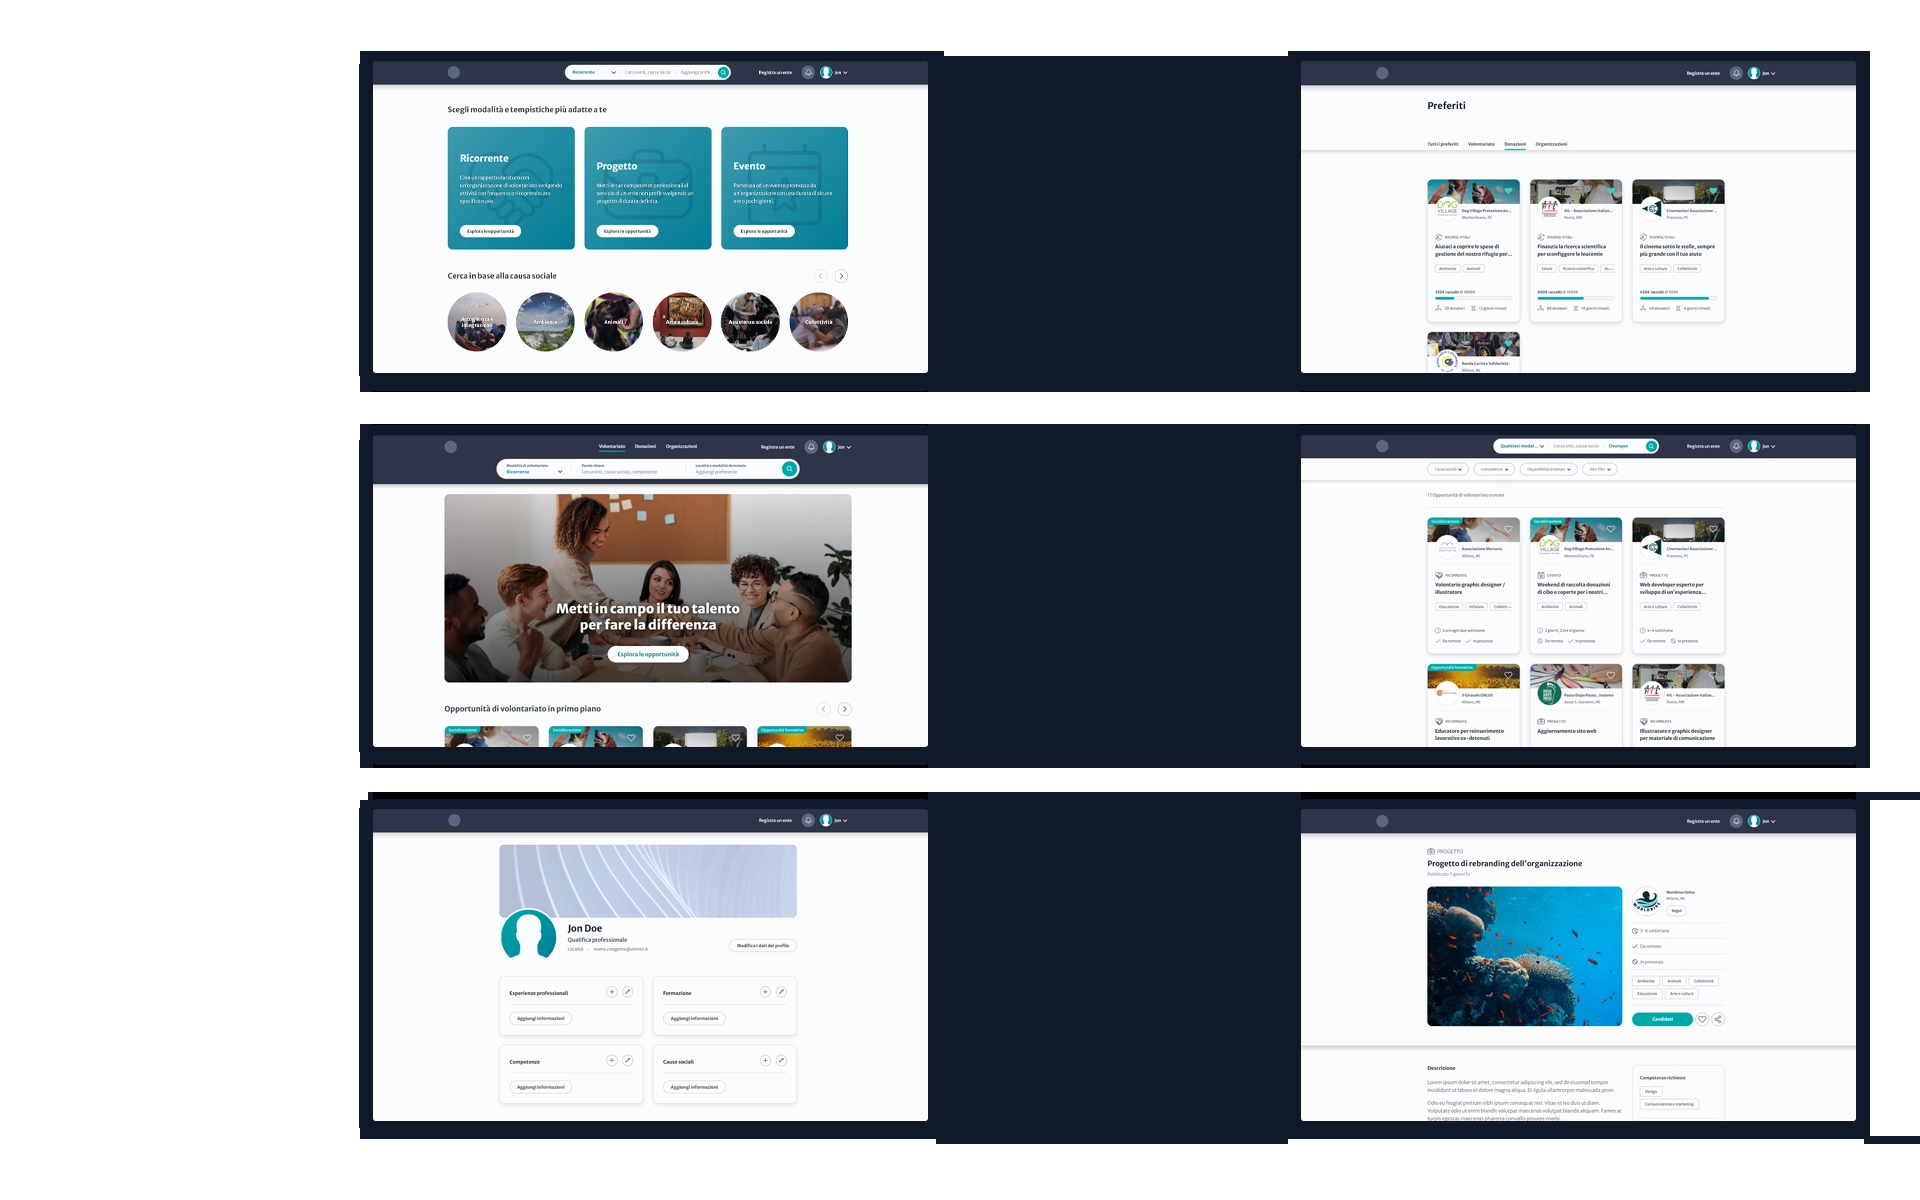 Ricorrente
Cerca enti, cause social
Aggiungi prefe...
Registra un ente
Jon
Scegli modalità e tempistiche più adatte a te
Ricorrente
Crea un rapporto duraturo con
un'organizzazione di volontariato svolgendo
attività con frequenza o ricoprendo uno
specifico ruolo.
Esplora le opportunità
Progetto
Metti le tue competenze professionali al
servizio di un ente non profit svolgendo un
progetto di durata definita.
Esplora le opportunità
Evento
Partecipa ad un evento promosso da
un'organizzazione con una durata di alcune
ore o pochi giorni.
Esplora le opportunità
Cerca in base alla causa sociale
Accoglienza e
integrazione
Ambiente
Animali
Arte e cultura
Assistenza sociale
Collettività
Registra un ente
Jon
Preferiti
Tutti i preferiti
Volontariato
Donazioni
Organizzazioni
DOG
VILLAGE
Dog Village Protezione An...
Montesilvano, PE
RISORSE VITALI
Aiutaci a coprire le spese di
gestione del nostro rifugio per...
Ambiente
Animali
250€ raccolti di 1000€
20 donatori
12 giorni rimasti
AIL - Associazione Italian...
Roma, RM
RISORSE VITALI
Finanzia la ricerca scientifica
per sconfiggere le leucemie
Salute
Ricerca scientifica
600€ raccolti di 1000€
80 donatori
18 giorni rimasti
Cinemaniaci Associazione ...
Piacenza, PC
RISORSE VITALI
Il cinema sotto le stelle, sempre
più grande con il tuo aiuto
Arte e cultura
Collettività
450€ raccolti di 500€
40 donatori
6 giorni rimasti
Ronda Carità e Solidarietà
Milano, MI
Volontariato
Donazioni
Organizzazioni
Registra un ente
Jon
Modalità di volontariato
Ricorrente
Parole chiave
Cerca enti, cause sociali, competenze
Località o modalità da remoto
Aggiungi preferenze
Metti in campo il tuo talento
per fare la differenza
Esplora le opportunità
Opportunità di volontariato in primo piano
Socializzazione
Socializzazione
Opportunità formativa
Qualsiasi modal...
Cerca enti, cause social
Ovunque
Registra un ente
Jon
Cause sociali
Competenze
Disponibilità di tempo
Altri filtri
17 Opportunità di volontariato trovate
Socializzazione
Associazione Mercurio
Milano, MI
RICORRENTE
Volontario graphic designer /
illustratore
Educazione
Infanzia
Colletti...
2 ore ogni due settimane
Da remoto
In presenza
Socializzazione
DOG
VILLAGE
Dog Village Protezione An...
Montesilvano, PE
EVENTO
Weekend di raccolta donazioni
di cibo e coperte per i nostri...
Ambiente
Animali
2 giorni, 2 ore al giorno
Da remoto
In presenza
Cinemaniaci Associazione ...
Piacenza, PC
PROGETTO
Web developer esperto per
sviluppo di un'esperienza...
Arte e cultura
Collettività
4-6 settimane
Da remoto
In presenza
Opportunità formativa
Il Girasole ONLUS
Milano, MI
RICORRENTE
Educatore per reinserimento
lavorativo ex-detenuti
Passo Dopo Passo... insieme
Sesto S. Giovanni, MI
PROGETTO
Aggiornamento sito web
AIL - Associazione Italian...
Roma, RM
RICORRENTE
Illustratore e graphic designer
per materiale di comunicazione
Registra un ente
Jon
Jon Doe
Qualifica professionale
Località
nome.congome@utente.it
Modifica i dati del profilo
Esperienze professionali
Aggiungi informazioni
Formazione
Aggiungi informazioni
Competenze
Aggiungi informazioni
Cause sociali
Aggiungi informazioni
Registra un ente
Jon
PROGETTO
Progetto di rebranding dell'organizzazione
Pubblicato 5 giorni fa
WORLDRISE
Worldrise Onlus
Milano, MI
Segui
3-6 settimane
Da remoto
In presenza
Ambiente
Animali
Collettività
Educazione
Arte e cultura
Candidati
Descrizione
Lorem ipsum dolor sit amet, consectetur adipiscing elit, sed do eiusmod tempor
incididunt ut labore et dolore magna aliqua. Et ligula ullamcorper malesuada proin.
Odio eu feugiat pretium nibh ipsum consequat nisl. Vitae et leo duis ut diam.
Vulputate odio ut enim blandit volutpat maecenas volutpat blandit aliquam. Fames ac
turpis egestas maecenas pharetra convallis posuere morbi.
Competenze richieste
Design
Comunicazione e marketing